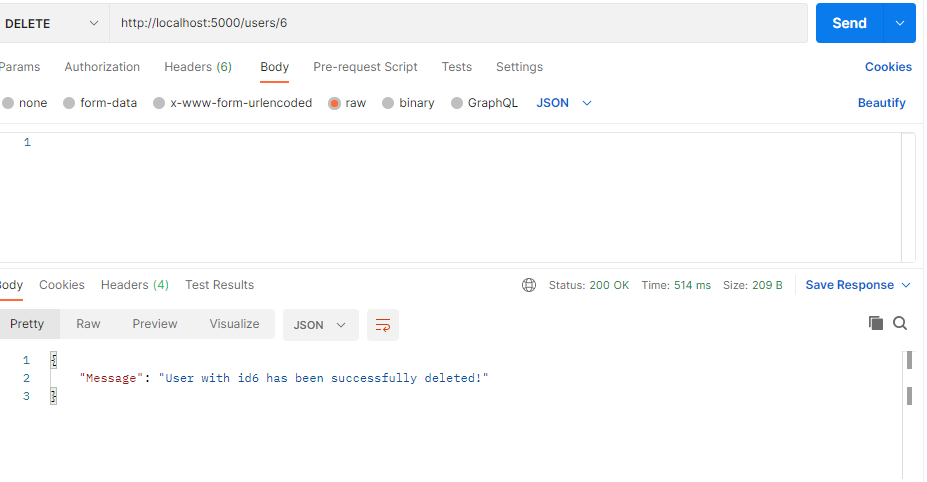 DELETE http://localhost:5000/users/6 Send
Params Authorization Headers (6) Body Pre-request Script Tests Settings Cookies
none form-data x-www-form-urlencoded raw binary GraphQL JSON Beautify
1
Body Cookies Headers (4) Test Results Status: 200 OK Time: 514 ms Size: 209 B Save Response
Pretty Raw Preview Visualize JSON
1 {
2 "Message": "User with id6 has been successfully deleted!"
3 }